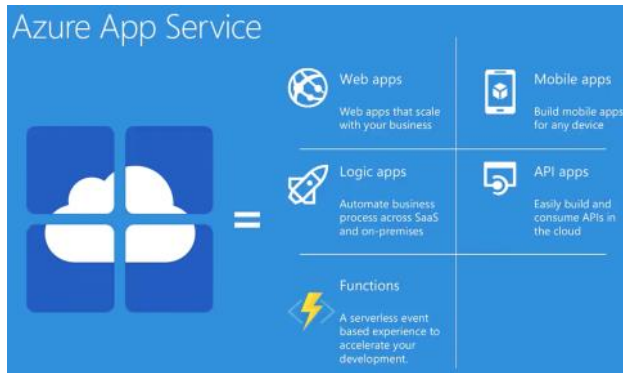 Azure App Service
Web apps
Web apps that scale
with your business
Mobile apps
Build mobile apps
for any device
=
Logic apps
Automate business
process across SaaS
and on-premises
API apps
Easily build and
consume APIs in
the cloud
Functions
A serverless event
based experience to
accelerate your
development.